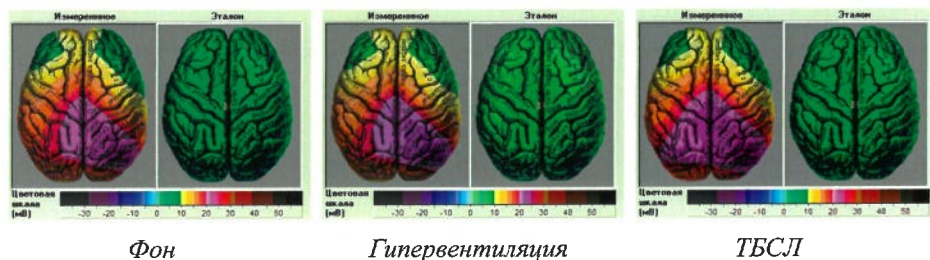 Измеренное Эталон Измеренное Эталон Измеренное Эталон
Цветовая шкала (мВ) -30 -20 -10 0 10 20 30 40 50
Цветовая шкала (мВ) -30 -20 -10 0 10 20 30 40 50
Цветовая шкала (мВ) -30 -20 -10 0 10 20 30 40 50
Фон Гипервентиляция ТБСЛ